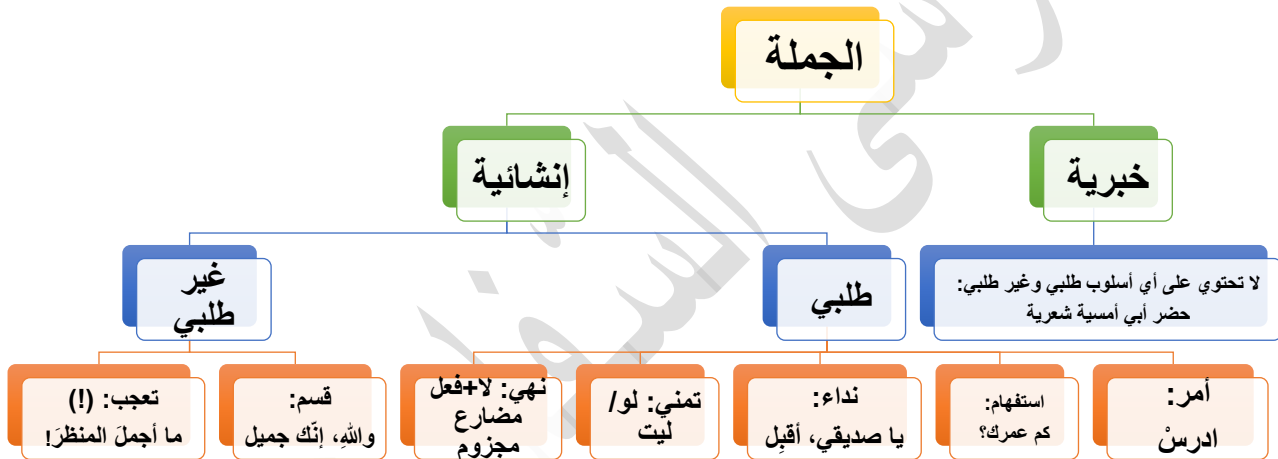 الجملة
خبرية
إنشائية
لا تحتوي على أي أسلوب طلبي وغير طلبي:
حضر أبي أمسية شعرية
طلبي
غير
طلبي
أمر:
ادرسْ
استفهام:
كم عمرك؟
نداء:
يا صديقي، أقبِل
تمني: لو/
ليت
نهي: لا+فعل
مضارع
مجزوم
قسم:
واللهِ، إنّك جميل
تعجب: (!)
ما أجملَ المنظرَ!